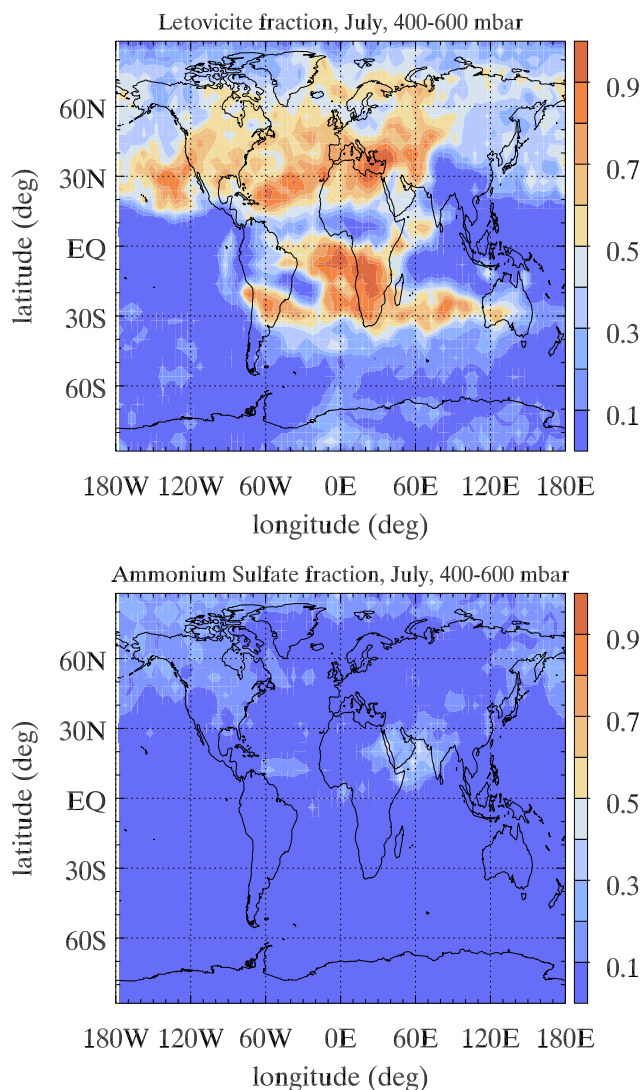 Letovicite fraction, July, 400-600 mbar
latitude (deg)
60N
30N
EQ
30S
60S
0.9
0.7
0.5
0.3
0.1
180W 120W 60W 0E 60E 120E 180E
longitude (deg)
Ammonium Sulfate fraction, July, 400-600 mbar
latitude (deg)
60N
30N
EQ
30S
60S
0.9
0.7
0.5
0.3
0.1
180W 120W 60W 0E 60E 120E 180E
longitude (deg)